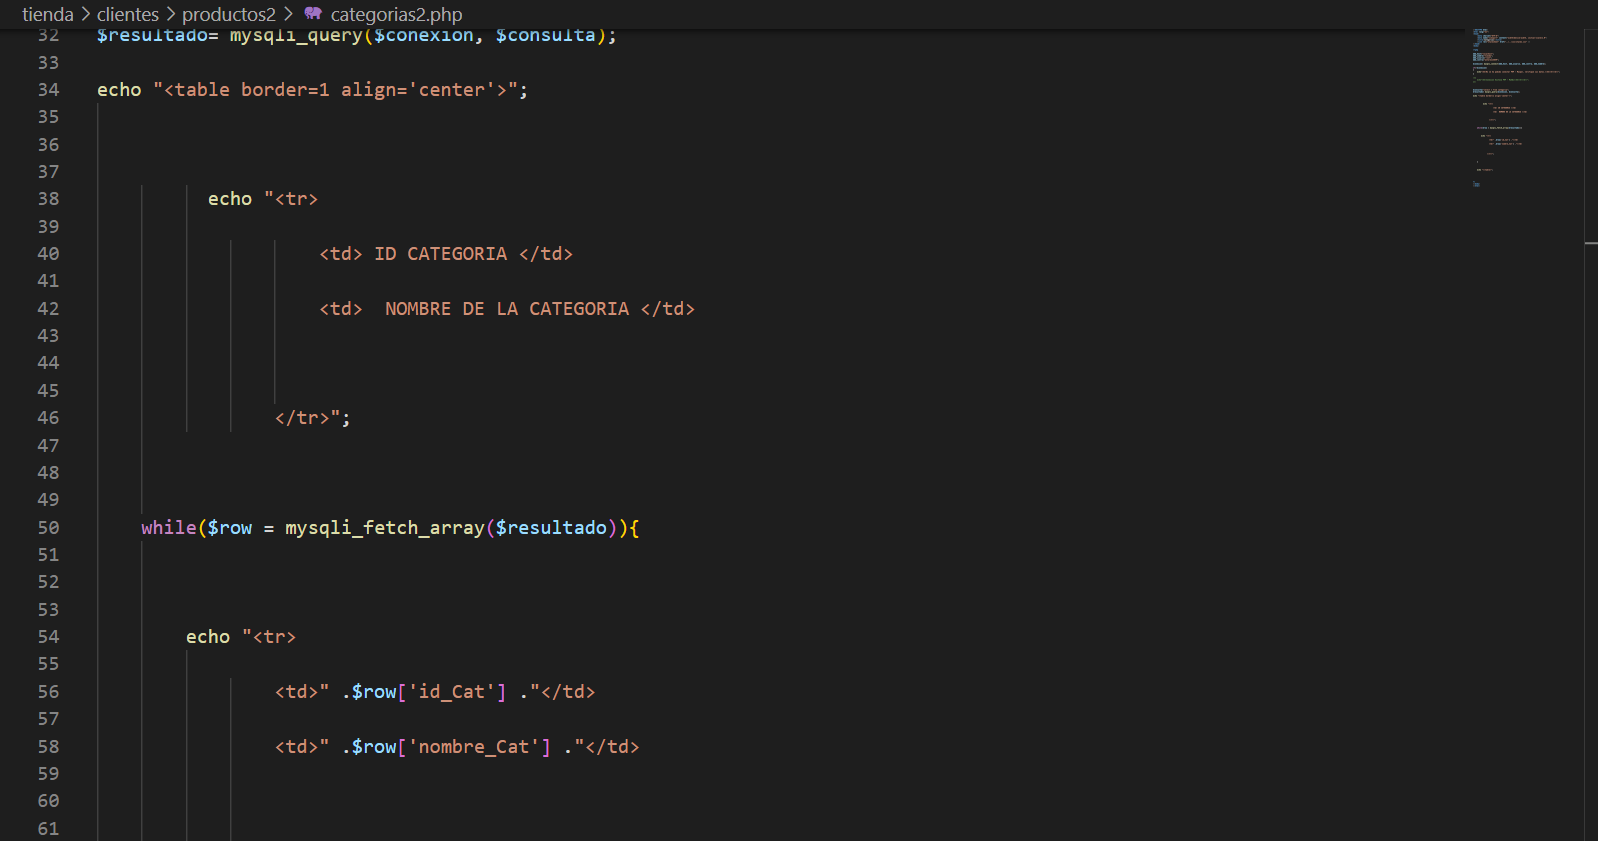 tienda > clientes > productos2 > categorias2.php
32 $resultado= mysqli_query($conexion, $consulta);
33
34 echo "<table border=1 align='center'>";
35
36
37
38 echo "<tr>
39
40 <td> ID CATEGORIA </td>
41
42 <td>  NOMBRE DE LA CATEGORIA </td>
43
44
45
46 </tr>";
47
48
49
50 while($row = mysqli_fetch_array($resultado)){
51
52
53
54 echo "<tr>
55
56 <td>" .$row['id_Cat'] ."</td>
57
58 <td>" .$row['nombre_Cat'] ."</td>
59
60
61